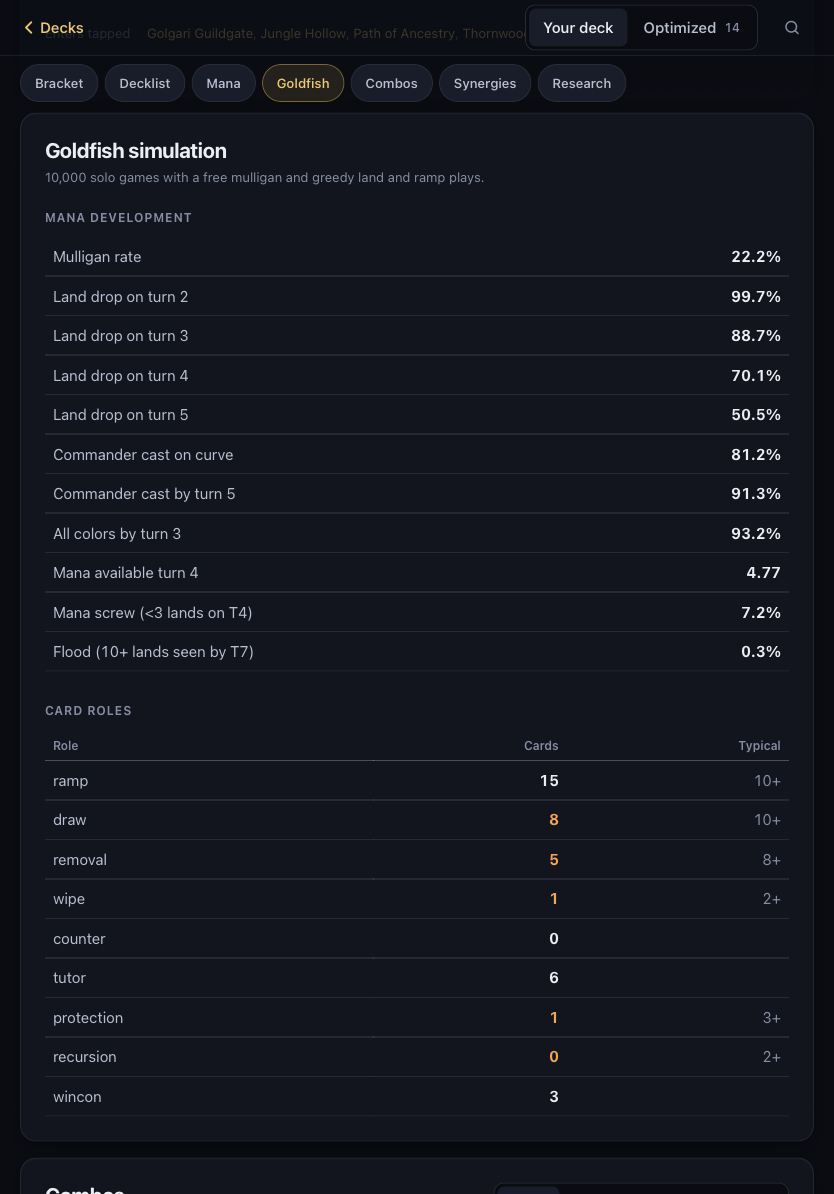 Decks
Enters tapped Golgari Guildgate, Jungle Hollow, Path of Ancestry,
Your deck
Optimized 14
Bracket
Decklist
Mana
Goldfish
Combos
Synergies
Research
Goldfish simulation
10,000 solo games with a free mulligan and greedy land and ramp plays.
MANA DEVELOPMENT
Mulligan rate 22.2%
Land drop on turn 2 99.7%
Land drop on turn 3 88.7%
Land drop on turn 4 70.1%
Land drop on turn 5 50.5%
Commander cast on curve 81.2%
Commander cast by turn 5 91.3%
All colors by turn 3 93.2%
Mana available turn 4 4.77
Mana screw (<3 lands on T4) 7.2%
Flood (10+ lands seen by T7) 0.3%
CARD ROLES
Role Cards Typical
ramp 15 10+
draw 8 10+
removal 5 8+
wipe 1 2+
counter 0
tutor 6
protection 1 3+
recursion 0 2+
wincon 3